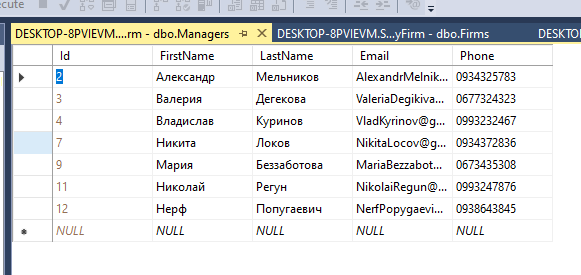 ecute
DESKTOP-8PVIEVM....rm - dbo.Managers DESKTOP-8PVIEVM.S...yFirm - dbo.Firms DESKTO
Id FirstName LastName Email Phone
2 Александр Мельников AlexandrMelnik... 0934325783
3 Валерия Дегекова ValeriaDegikiva... 0677324323
4 Владислав Куринов VladKyrinov@g... 0993232467
7 Никита Локов NikitaLocov@g... 0934372836
9 Мария Беззаботова MariaBezzabot... 0673435308
11 Николай Регун NikolaiRegun@... 0993247876
12 Нерф Попугаевич NerfPopygaevi... 0938643845
NULL NULL NULL NULL NULL